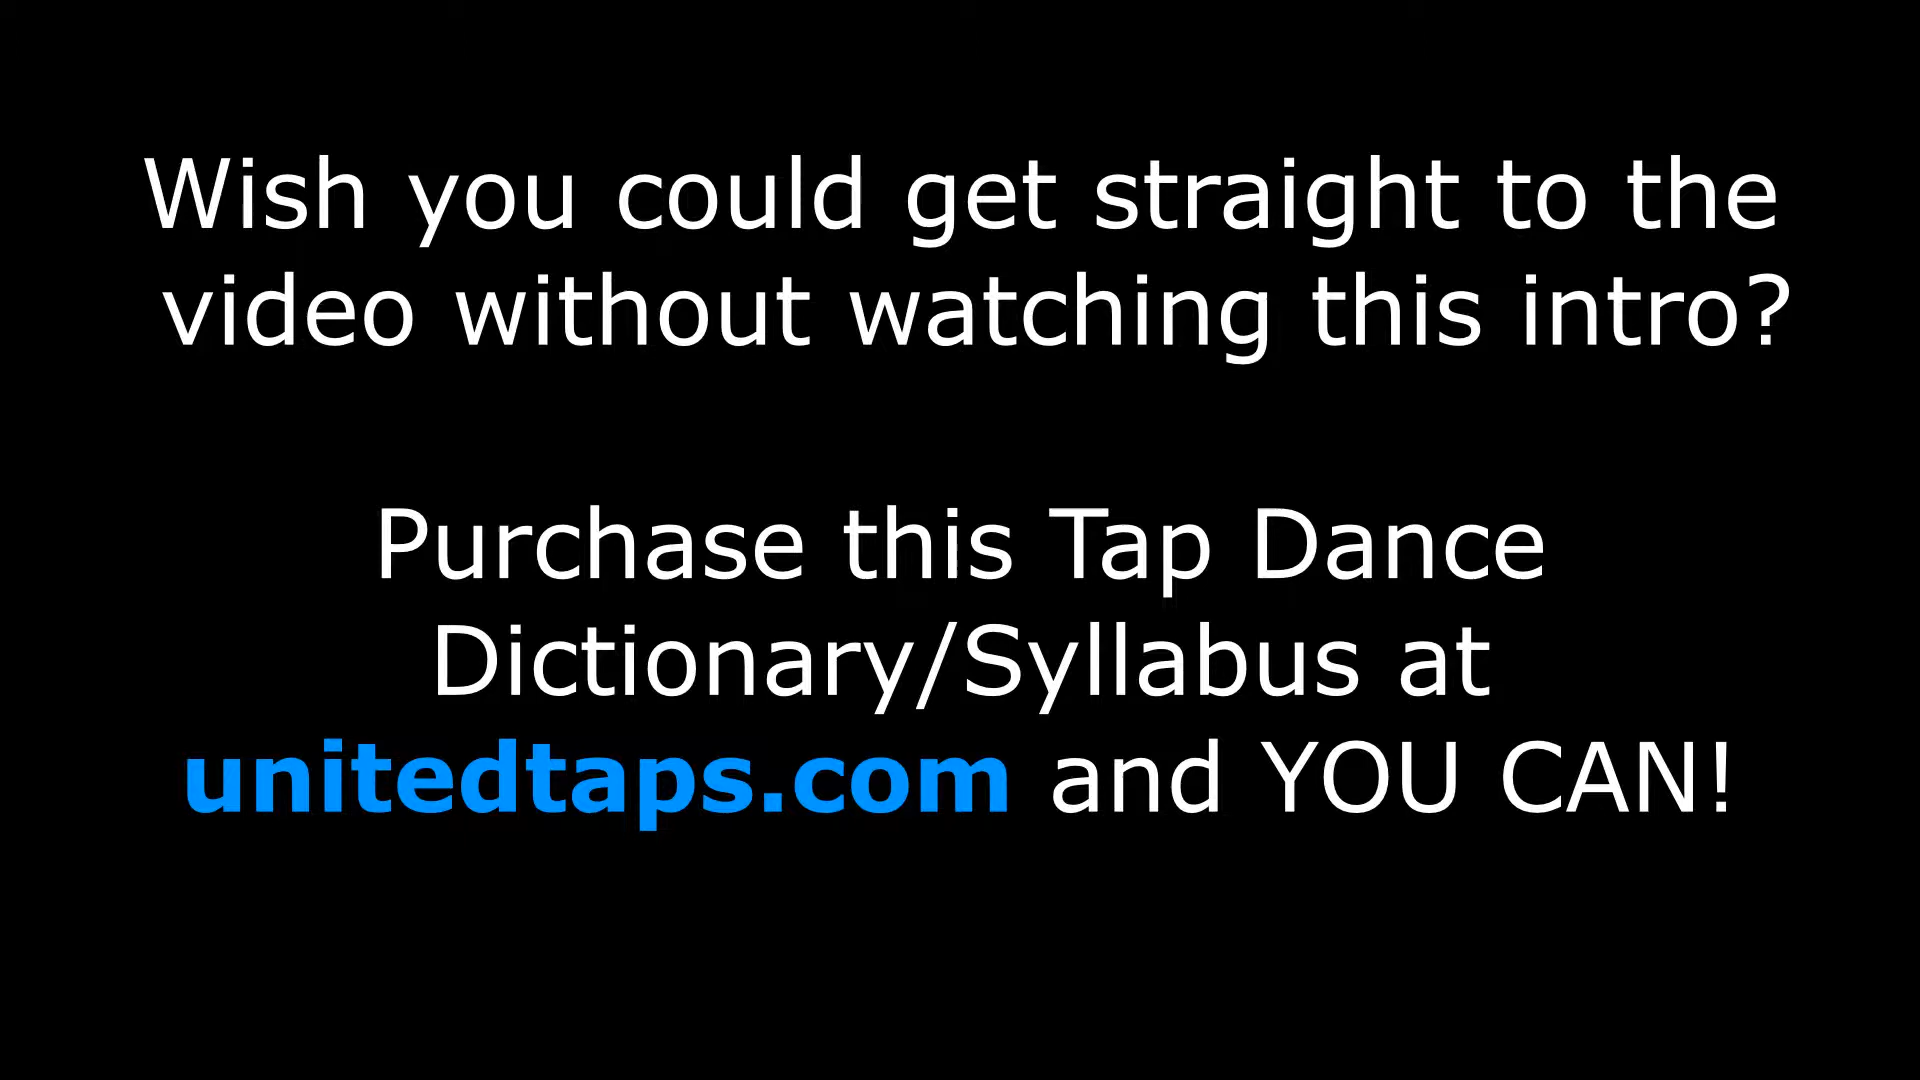 Wish you could get straight to the
video without watching this intro?
Purchase this Tap Dance
Dictionary/Syllabus at
unitedtaps.com and YOU CAN!